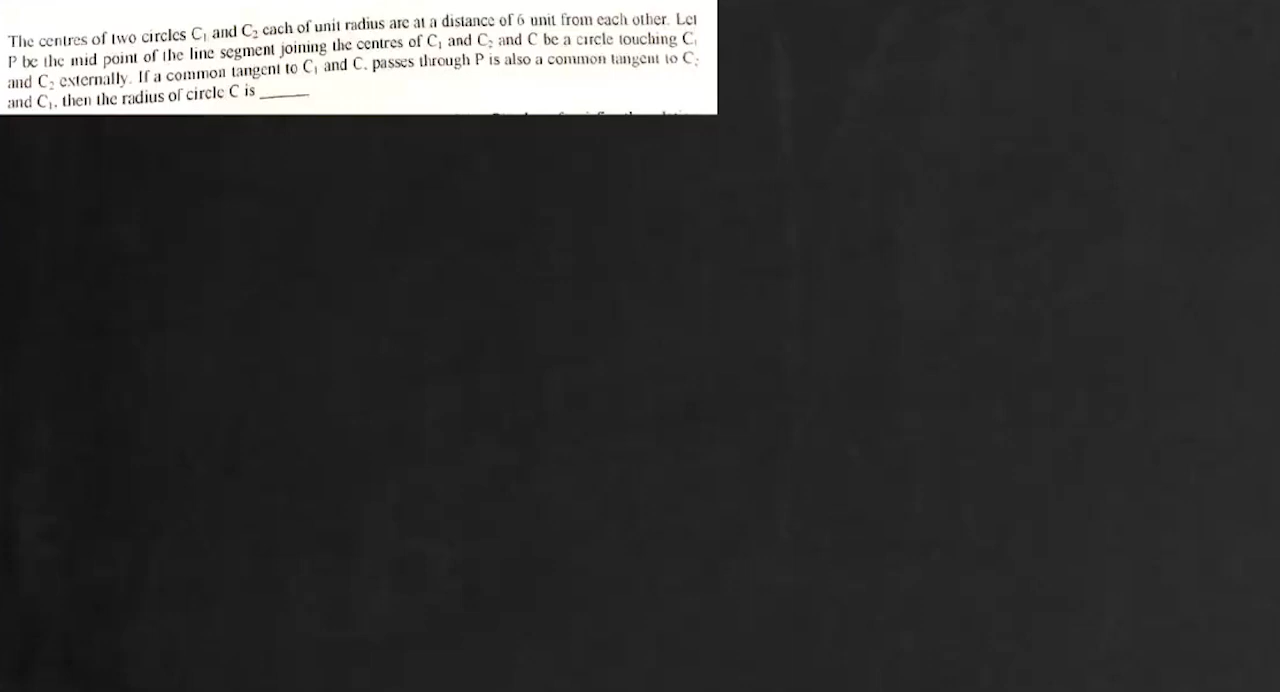 The centres of two circles C₁ and C₂ each of unit radius are at a distance of 6 unit from each other. Let
P be the mid point of the line segment joining the centres of C₁ and C₂ and C be a circle touching C₁
and C₂ externally. If a common tangent to C₁ and C. passes through P is also a common tangent to C₂
and C₁, then the radius of circle C is ______